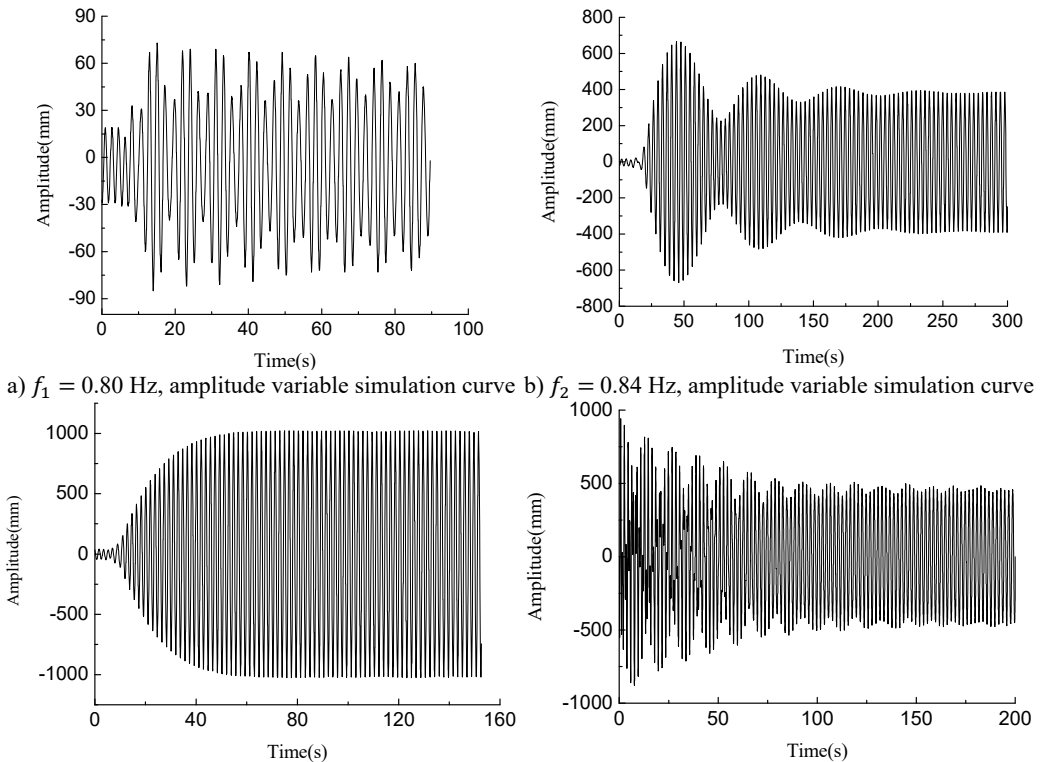 90
60
30
0
-30
-60
-90
Amplitude(mm)
0 20 40 60 80 100
Time(s)
800
600
400
200
0
-200
-400
-600
-800
Amplitude(mm)
0 50 100 150 200 250 300
Time(s)
a) f₁ = 0.80 Hz, amplitude variable simulation curve b) f₂ = 0.84 Hz, amplitude variable simulation curve
1000
500
0
-500
-1000
Amplitude(mm)
0 40 80 120 160
Time(s)
1000
500
0
-500
-1000
Amplitude(mm)
0 50 100 150 200
Time(s)